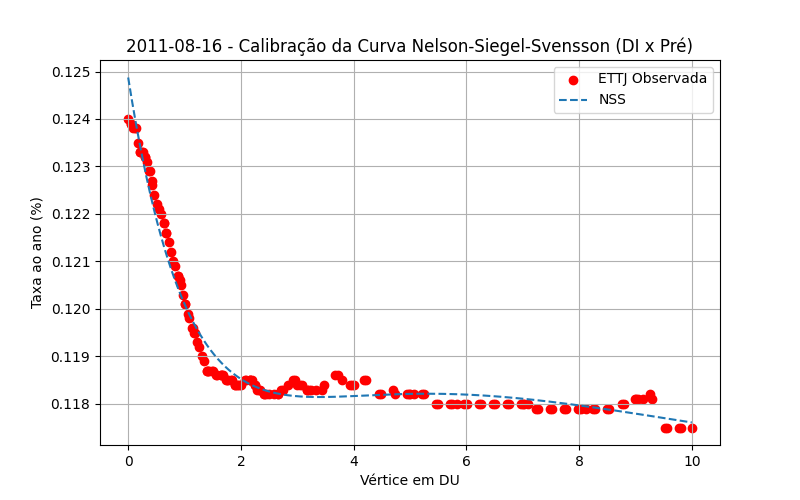 2011-08-16 - Calibração da Curva Nelson-Siegel-Svensson (DI x Pré)
ETTJ Observada
NSS
Taxa ao ano (%)
0.125
0.124
0.123
0.122
0.121
0.120
0.119
0.118
0 2 4 6 8 10
Vértice em DU